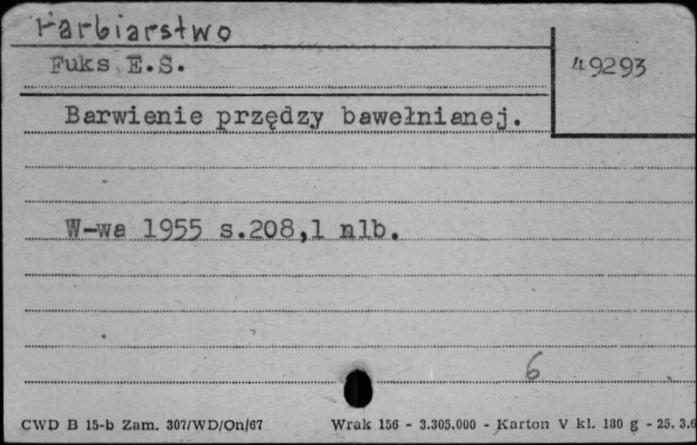 Farbiarstwo
Fuks E.S.
49293
Barwienie przędzy bawełnianej.
W-wa 1955 s.208,1 nlb.
6
CWD B 15-b Zam. 307/WD/On/67 Wrak 156 - 3.305.000 - Karton V kl. 180 g - 25. 3.